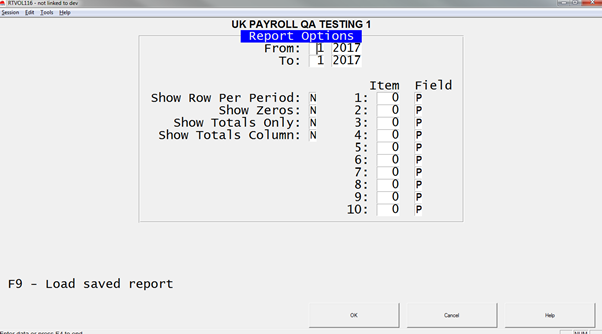 RTVOL116 - not linked to dev
Session Edit Tools Help
UK PAYROLL QA TESTING 1
Report Options
From: 1 2017
To: 1 2017
Item Field
Show Row Per Period: N 1: 0 P
Show Zeros: N 2: 0 P
Show Totals Only: N 3: 0 P
Show Totals Column: N 4: 0 P
5: 0 P
6: 0 P
7: 0 P
8: 0 P
9: 0 P
10: 0 P
F9 - Load saved report
OK Cancel Help
Enter data or press F4 to end NUM